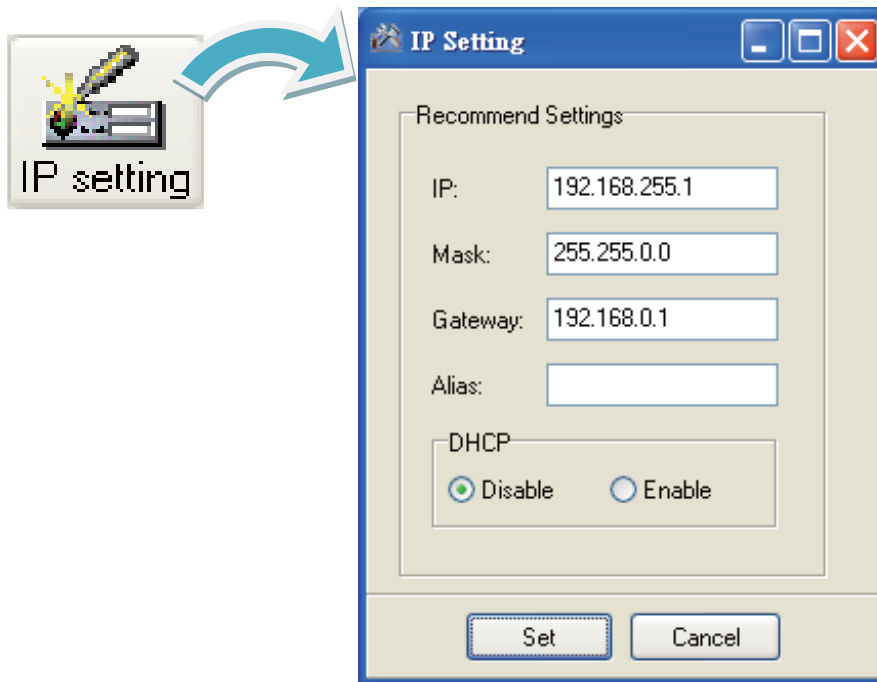 IP setting
IP Setting
Recommend Settings
IP: 192.168.255.1
Mask: 255.255.0.0
Gateway: 192.168.0.1
Alias:
DHCP
Disable Enable
Set Cancel